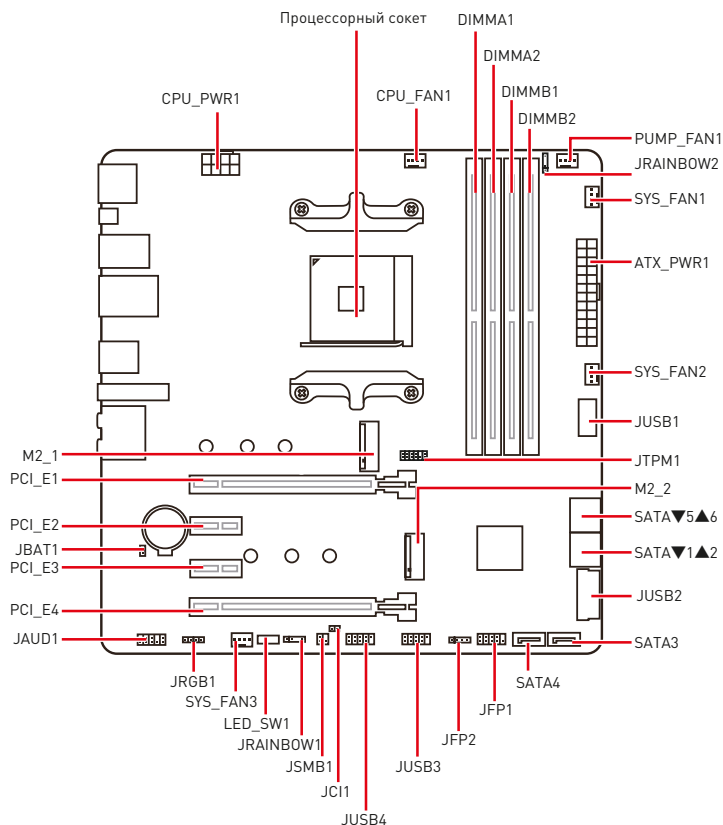 Процессорный сокет
DIMMA1
DIMMA2
DIMMB1
DIMMB2
CPU_PWR1
CPU_FAN1
PUMP_FAN1
JRAINBOW2
SYS_FAN1
ATX_PWR1
SYS_FAN2
JUSB1
M2_1
JTPM1
PCI_E1
M2_2
PCI_E2
SATA▼5▲6
JBAT1
SATA▼1▲2
PCI_E3
PCI_E4
JUSB2
JAUD1
SATA3
JRGB1
SATA4
SYS_FAN3
JFP1
LED_SW1
JRAINBOW1
JFP2
JSMB1
JUSB3
JCI1
JUSB4